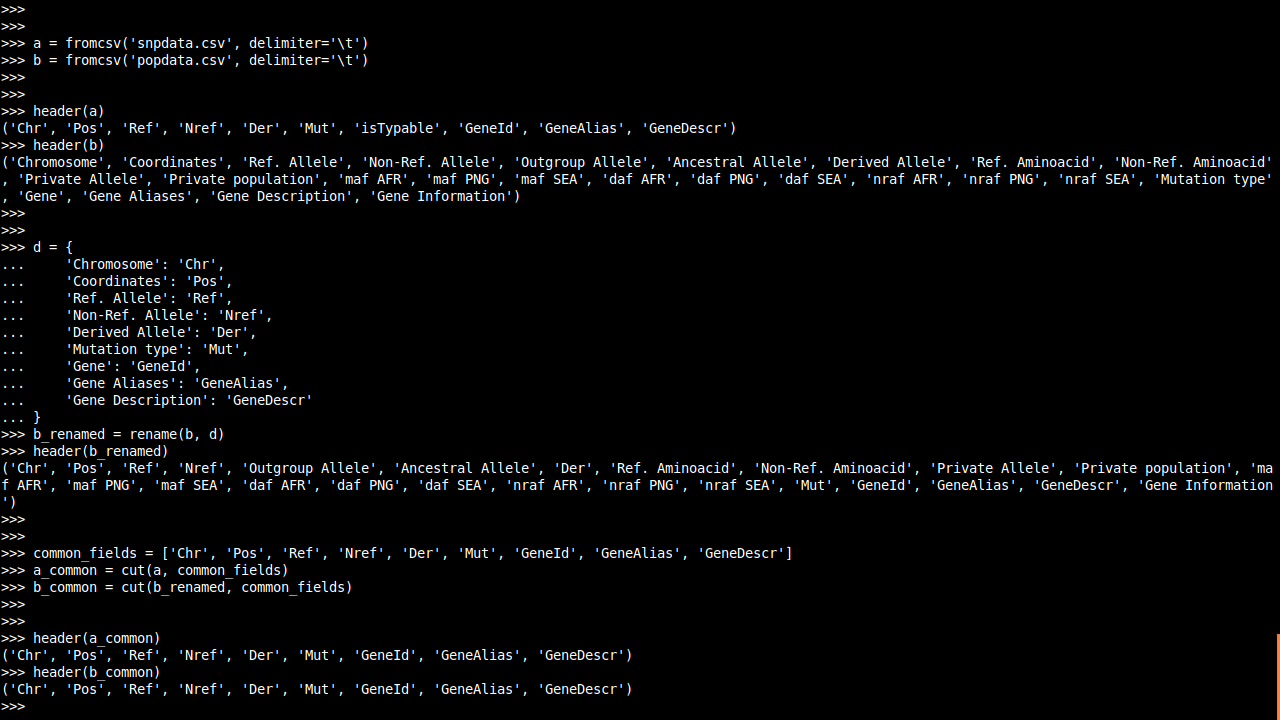 >>>
>>>
>>> a = fromcsv('snpdata.csv', delimiter='\t')
>>> b = fromcsv('popdata.csv', delimiter='\t')
>>>
>>>
>>> header(a)
('Chr', 'Pos', 'Ref', 'Nref', 'Der', 'Mut', 'isTypable', 'GeneId', 'GeneAlias', 'GeneDescr')
>>> header(b)
('Chromosome', 'Coordinates', 'Ref. Allele', 'Non-Ref. Allele', 'Outgroup Allele', 'Ancestral Allele', 'Derived Allele', 'Ref. Aminoacid', 'Non-Ref. Aminoacid'
, 'Private Allele', 'Private population', 'maf AFR', 'maf PNG', 'maf SEA', 'daf AFR', 'daf PNG', 'daf SEA', 'nraf AFR', 'nraf PNG', 'nraf SEA', 'Mutation type'
, 'Gene', 'Gene Aliases', 'Gene Description', 'Gene Information')
>>>
>>>
>>> d = {
...     'Chromosome': 'Chr',
...     'Coordinates': 'Pos',
...     'Ref. Allele': 'Ref',
...     'Non-Ref. Allele': 'Nref',
...     'Derived Allele': 'Der',
...     'Mutation type': 'Mut',
...     'Gene': 'GeneId',
...     'Gene Aliases': 'GeneAlias',
...     'Gene Description': 'GeneDescr'
... }
>>> b_renamed = rename(b, d)
>>> header(b_renamed)
('Chr', 'Pos', 'Ref', 'Nref', 'Outgroup Allele', 'Ancestral Allele', 'Der', 'Ref. Aminoacid', 'Non-Ref. Aminoacid', 'Private Allele', 'Private population', 'ma
f AFR', 'maf PNG', 'maf SEA', 'daf AFR', 'daf PNG', 'daf SEA', 'nraf AFR', 'nraf PNG', 'nraf SEA', 'Mut', 'GeneId', 'GeneAlias', 'GeneDescr', 'Gene Information
')
>>>
>>>
>>> common_fields = ['Chr', 'Pos', 'Ref', 'Nref', 'Der', 'Mut', 'GeneId', 'GeneAlias', 'GeneDescr']
>>> a_common = cut(a, common_fields)
>>> b_common = cut(b_renamed, common_fields)
>>>
>>>
>>> header(a_common)
('Chr', 'Pos', 'Ref', 'Nref', 'Der', 'Mut', 'GeneId', 'GeneAlias', 'GeneDescr')
>>> header(b_common)
('Chr', 'Pos', 'Ref', 'Nref', 'Der', 'Mut', 'GeneId', 'GeneAlias', 'GeneDescr')
>>>